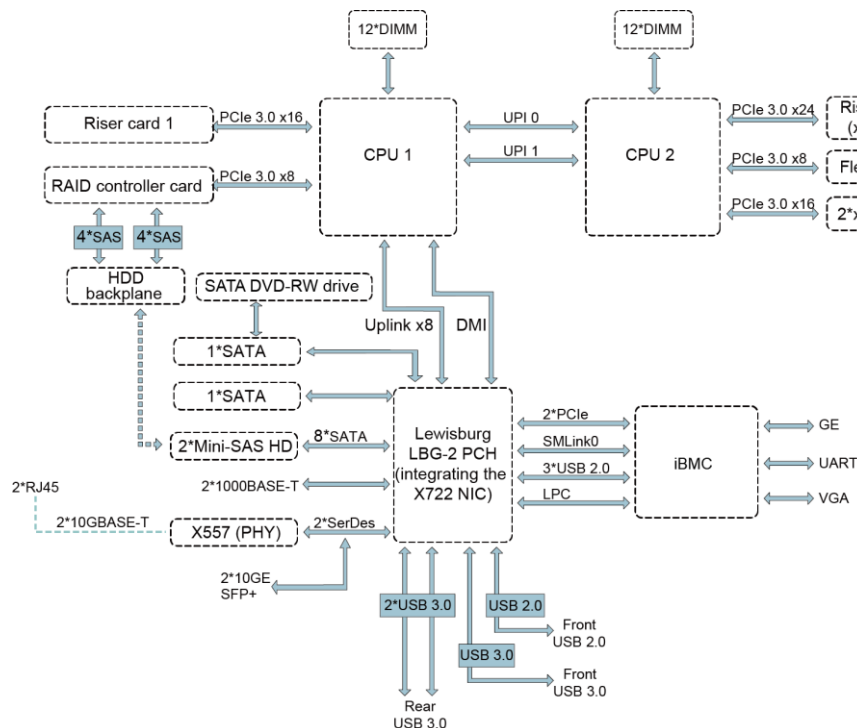 12*DIMM
12*DIMM
Riser card 1
PCIe 3.0 x16
CPU 1
UPI 0
UPI 1
CPU 2
PCIe 3.0 x24
RAID controller card
PCIe 3.0 x8
PCIe 3.0 x8
PCIe 3.0 x16
4*SAS
4*SAS
HDD
backplane
SATA DVD-RW drive
Uplink x8
DMI
1*SATA
1*SATA
2*Mini-SAS HD
8*SATA
Lewisburg
LBG-2 PCH
(integrating the
X722 NIC)
2*PCIe
SMLink0
3*USB 2.0
LPC
iBMC
GE
UART
VGA
2*1000BASE-T
2*RJ45
2*10GBASE-T
X557 (PHY)
2*SerDes
2*10GE
SFP+
2*USB 3.0
USB 2.0
USB 3.0
Front
USB 2.0
Front
USB 3.0
Rear
USB 3.0